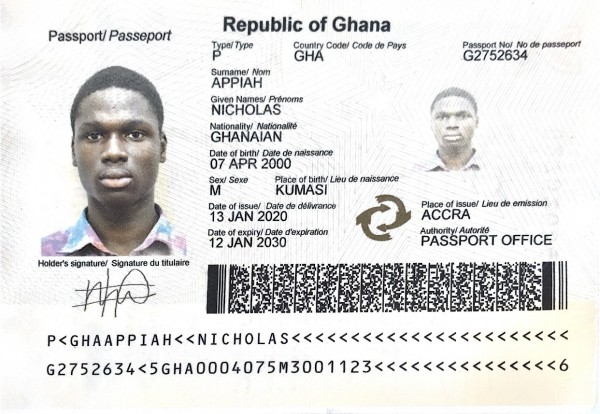 Republic of Ghana
Passport/ Passeport
Type/ Type Country Code/ Code de Pays Passport No/ No de passeport
P GHA G2752634
Surname/ Nom
APPIAH
Given Names/ Prénoms
NICHOLAS
Nationality/ Nationalité
GHANAIAN
Date of birth/ Date de naissance
07 APR 2000
Sex/ Sexe Place of birth/ Lieu de naissance
M KUMASI
Date of issue/ Date de délivrance Place of issue/ Lieu de emission
13 JAN 2020 ACCRA
Date of expiry/ Date d'expiration Authority/ Autorité
12 JAN 2030 PASSPORT OFFICE
Holder's signature/ Signature du titulaire
P<GHAAPPIAH<<NICHOLAS<<<<<<<<<<<<<<<<<<<<<<<
G2752634<5GHA0004075M3001123<<<<<<<<<<<<<<<6